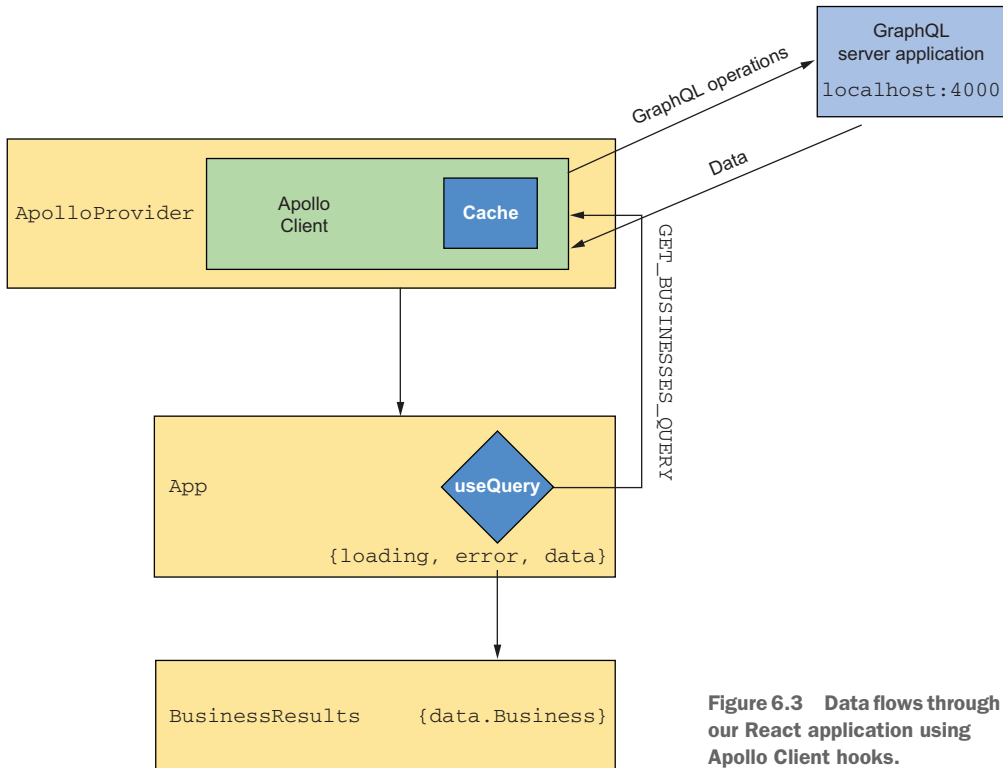 GraphQL
server application
localhost:4000
GraphQL operations
Data
ApolloProvider
Apollo
Client
Cache
GET_BUSINESSES_QUERY
App
useQuery
{loading, error, data}
BusinessResults
{data.Business}
Figure 6.3 Data flows through
our React application using
Apollo Client hooks.